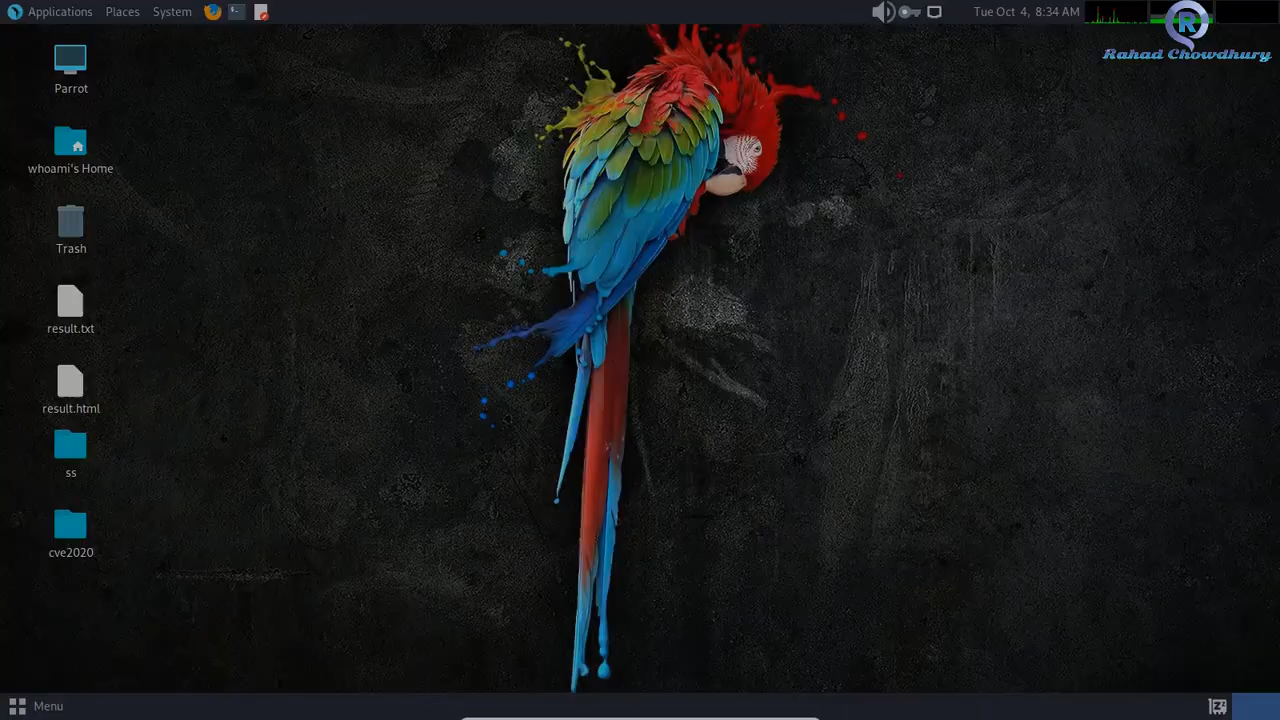 Applications Places System Tue Oct 4, 8:34 AM
Rahad Chowdhury
Parrot
whoami's Home
Trash
result.txt
result.html
ss
cve2020
Menu